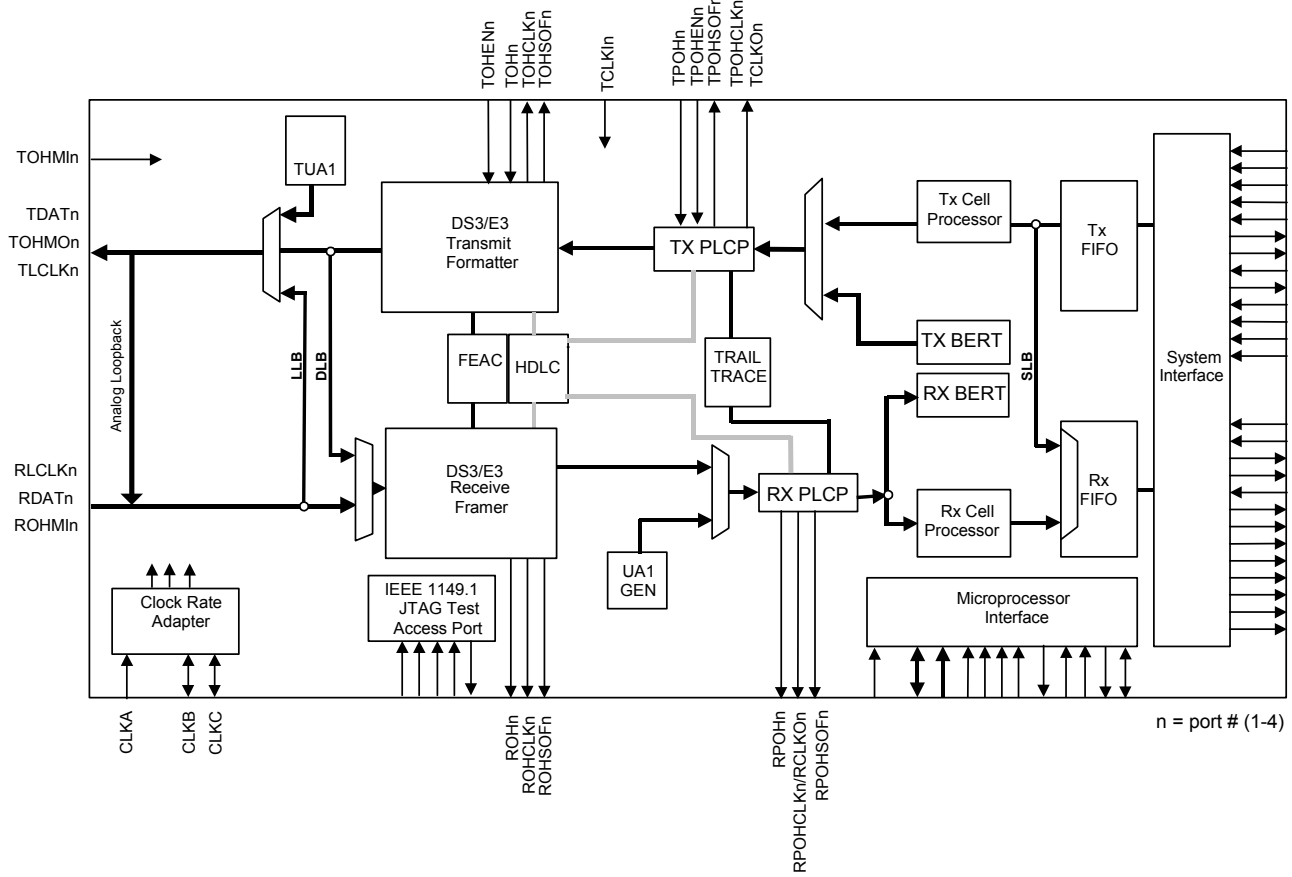 TOHENn
TOHn
TOHCLKn
TOHSOFn
TCLKIn
TPOHn
TPOHENn
TPOHSOFn
TPOHCLKn
TCLKOn
TOHMIn
TDATn
TOHMOn
TLCLKn
RLCLKn
RDATn
ROHMIn
TUA1
Analog Loopback
LLB
DLB
DS3/E3
Transmit
Formatter
TX PLCP
Tx Cell
Processor
Tx
FIFO
FEAC
HDLC
TRAIL
TRACE
TX BERT
RX BERT
SLB
System
Interface
DS3/E3
Receive
Framer
RX PLCP
Rx Cell
Processor
Rx
FIFO
UA1
GEN
Clock Rate
Adapter
IEEE 1149.1
JTAG Test
Access Port
Microprocessor
Interface
CLKA
CLKB
CLKC
ROHn
ROHCLKn
ROHSOFn
RPOHn
RPOHCLKn/RCLKOn
RPOHSOFn
n = port # (1-4)